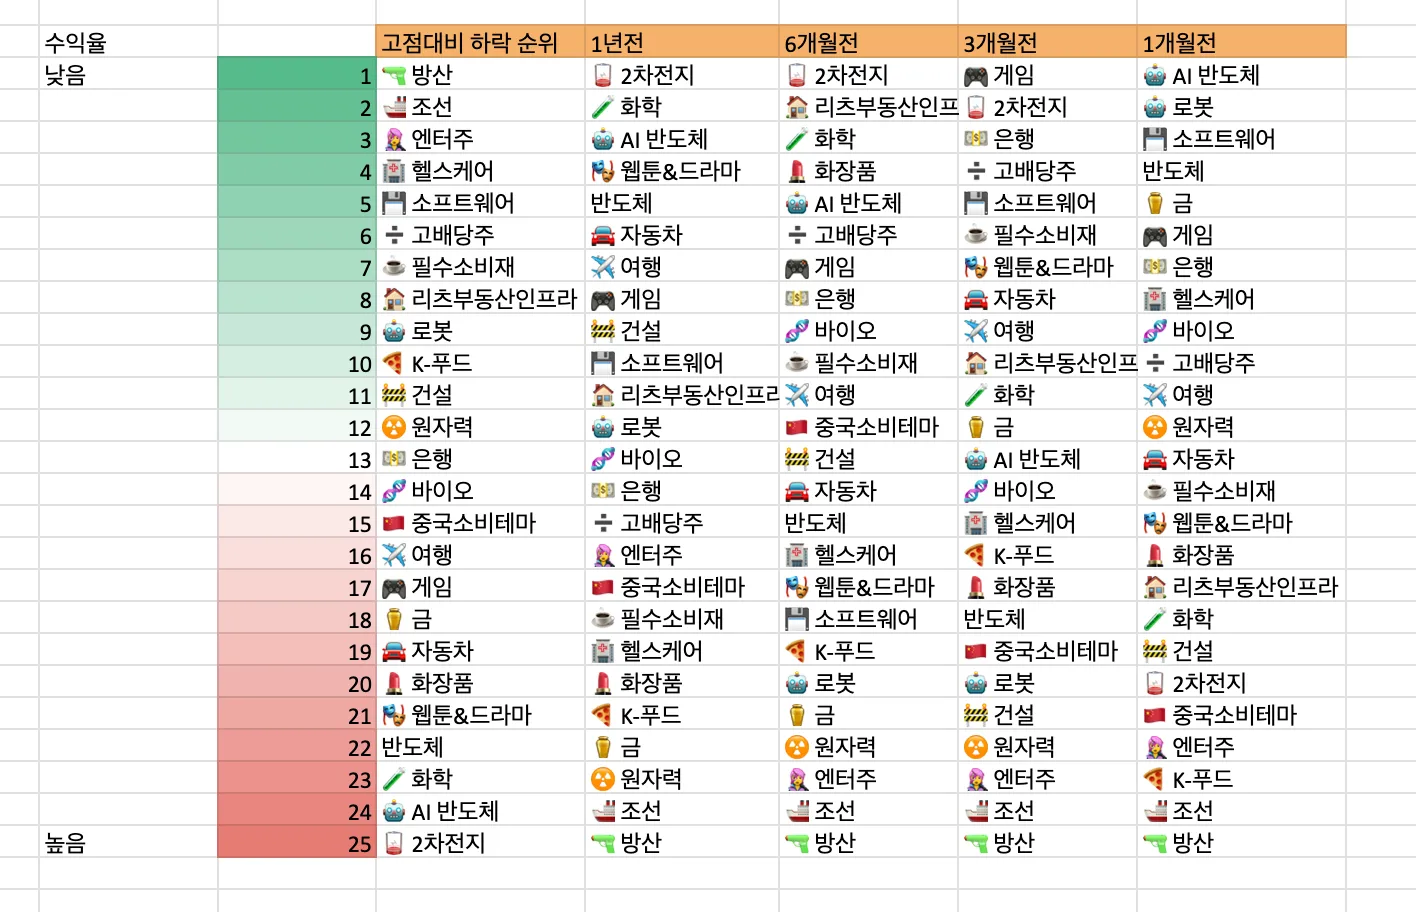 수익율 고점대비 하락 순위 1년전 6개월전 3개월전 1개월전
낮음 1 방산 2차전지 2차전지 게임 AI 반도체
2 조선 화학 리츠부동산인프 2차전지 로봇
3 엔터주 AI 반도체 화학 은행 소프트웨어
4 헬스케어 웹툰&드라마 화장품 고배당주 반도체
5 소프트웨어 반도체 AI 반도체 소프트웨어 금
6 고배당주 자동차 고배당주 필수소비재 게임
7 필수소비재 여행 게임 웹툰&드라마 은행
8 리츠부동산인프라 게임 은행 자동차 헬스케어
9 로봇 건설 바이오 여행 바이오
10 K-푸드 소프트웨어 필수소비재 리츠부동산인프 고배당주
11 건설 리츠부동산인프라 여행 화학 여행
12 원자력 로봇 중국소비테마 금 원자력
13 은행 바이오 건설 AI 반도체 자동차
14 바이오 은행 자동차 바이오 필수소비재
15 중국소비테마 고배당주 반도체 헬스케어 웹툰&드라마
16 여행 엔터주 헬스케어 K-푸드 화장품
17 게임 중국소비테마 웹툰&드라마 화장품 리츠부동산인프라
18 금 필수소비재 소프트웨어 반도체 화학
19 자동차 헬스케어 K-푸드 중국소비테마 건설
20 화장품 화장품 로봇 로봇 2차전지
21 웹툰&드라마 K-푸드 금 건설 중국소비테마
22 반도체 금 원자력 원자력 엔터주
23 화학 원자력 엔터주 엔터주 K-푸드
24 AI 반도체 조선 조선 조선 조선
높음 25 2차전지 방산 방산 방산 방산